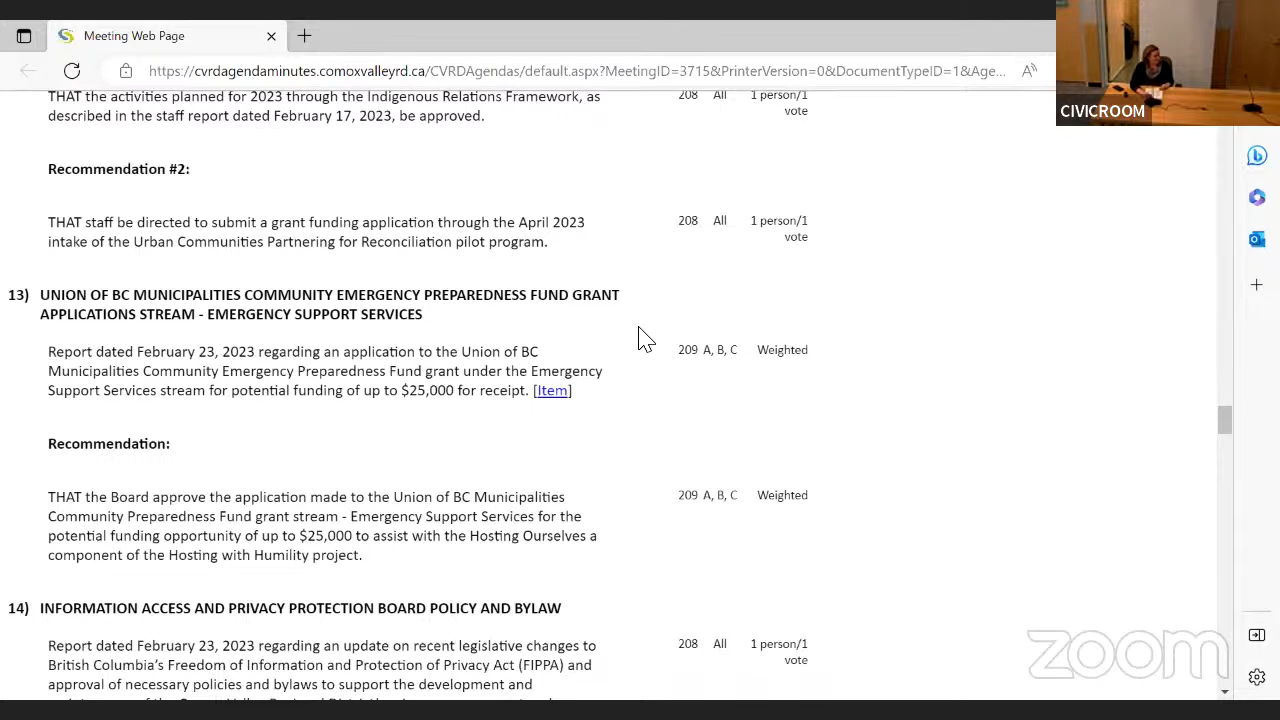 Meeting Web Page
https://cvrdagendaminutes.comoxvalleyrd.ca/CVRDAgendas/default.aspx?MeetingID=3715&PrinterVersion=0&DocumentTypeID=1&Age...
CIVICROOM
THAT the activities planned for 2023 through the Indigenous Relations Framework, as 208 All 1 person/1
described in the staff report dated February 17, 2023, be approved. vote
Recommendation #2:
THAT staff be directed to submit a grant funding application through the April 2023 208 All 1 person/1
intake of the Urban Communities Partnering for Reconciliation pilot program. vote
13) UNION OF BC MUNICIPALITIES COMMUNITY EMERGENCY PREPAREDNESS FUND GRANT
APPLICATIONS STREAM - EMERGENCY SUPPORT SERVICES
Report dated February 23, 2023 regarding an application to the Union of BC 209 A, B, C Weighted
Municipalities Community Emergency Preparedness Fund grant under the Emergency
Support Services stream for potential funding of up to $25,000 for receipt. [Item]
Recommendation:
THAT the Board approve the application made to the Union of BC Municipalities 209 A, B, C Weighted
Community Preparedness Fund grant stream - Emergency Support Services for the
potential funding opportunity of up to $25,000 to assist with the Hosting Ourselves a
component of the Hosting with Humility project.
14) INFORMATION ACCESS AND PRIVACY PROTECTION BOARD POLICY AND BYLAW
Report dated February 23, 2023 regarding an update on recent legislative changes to 208 All 1 person/1
British Columbia's Freedom of Information and Protection of Privacy Act (FIPPA) and vote
approval of necessary policies and bylaws to support the development and
zoom